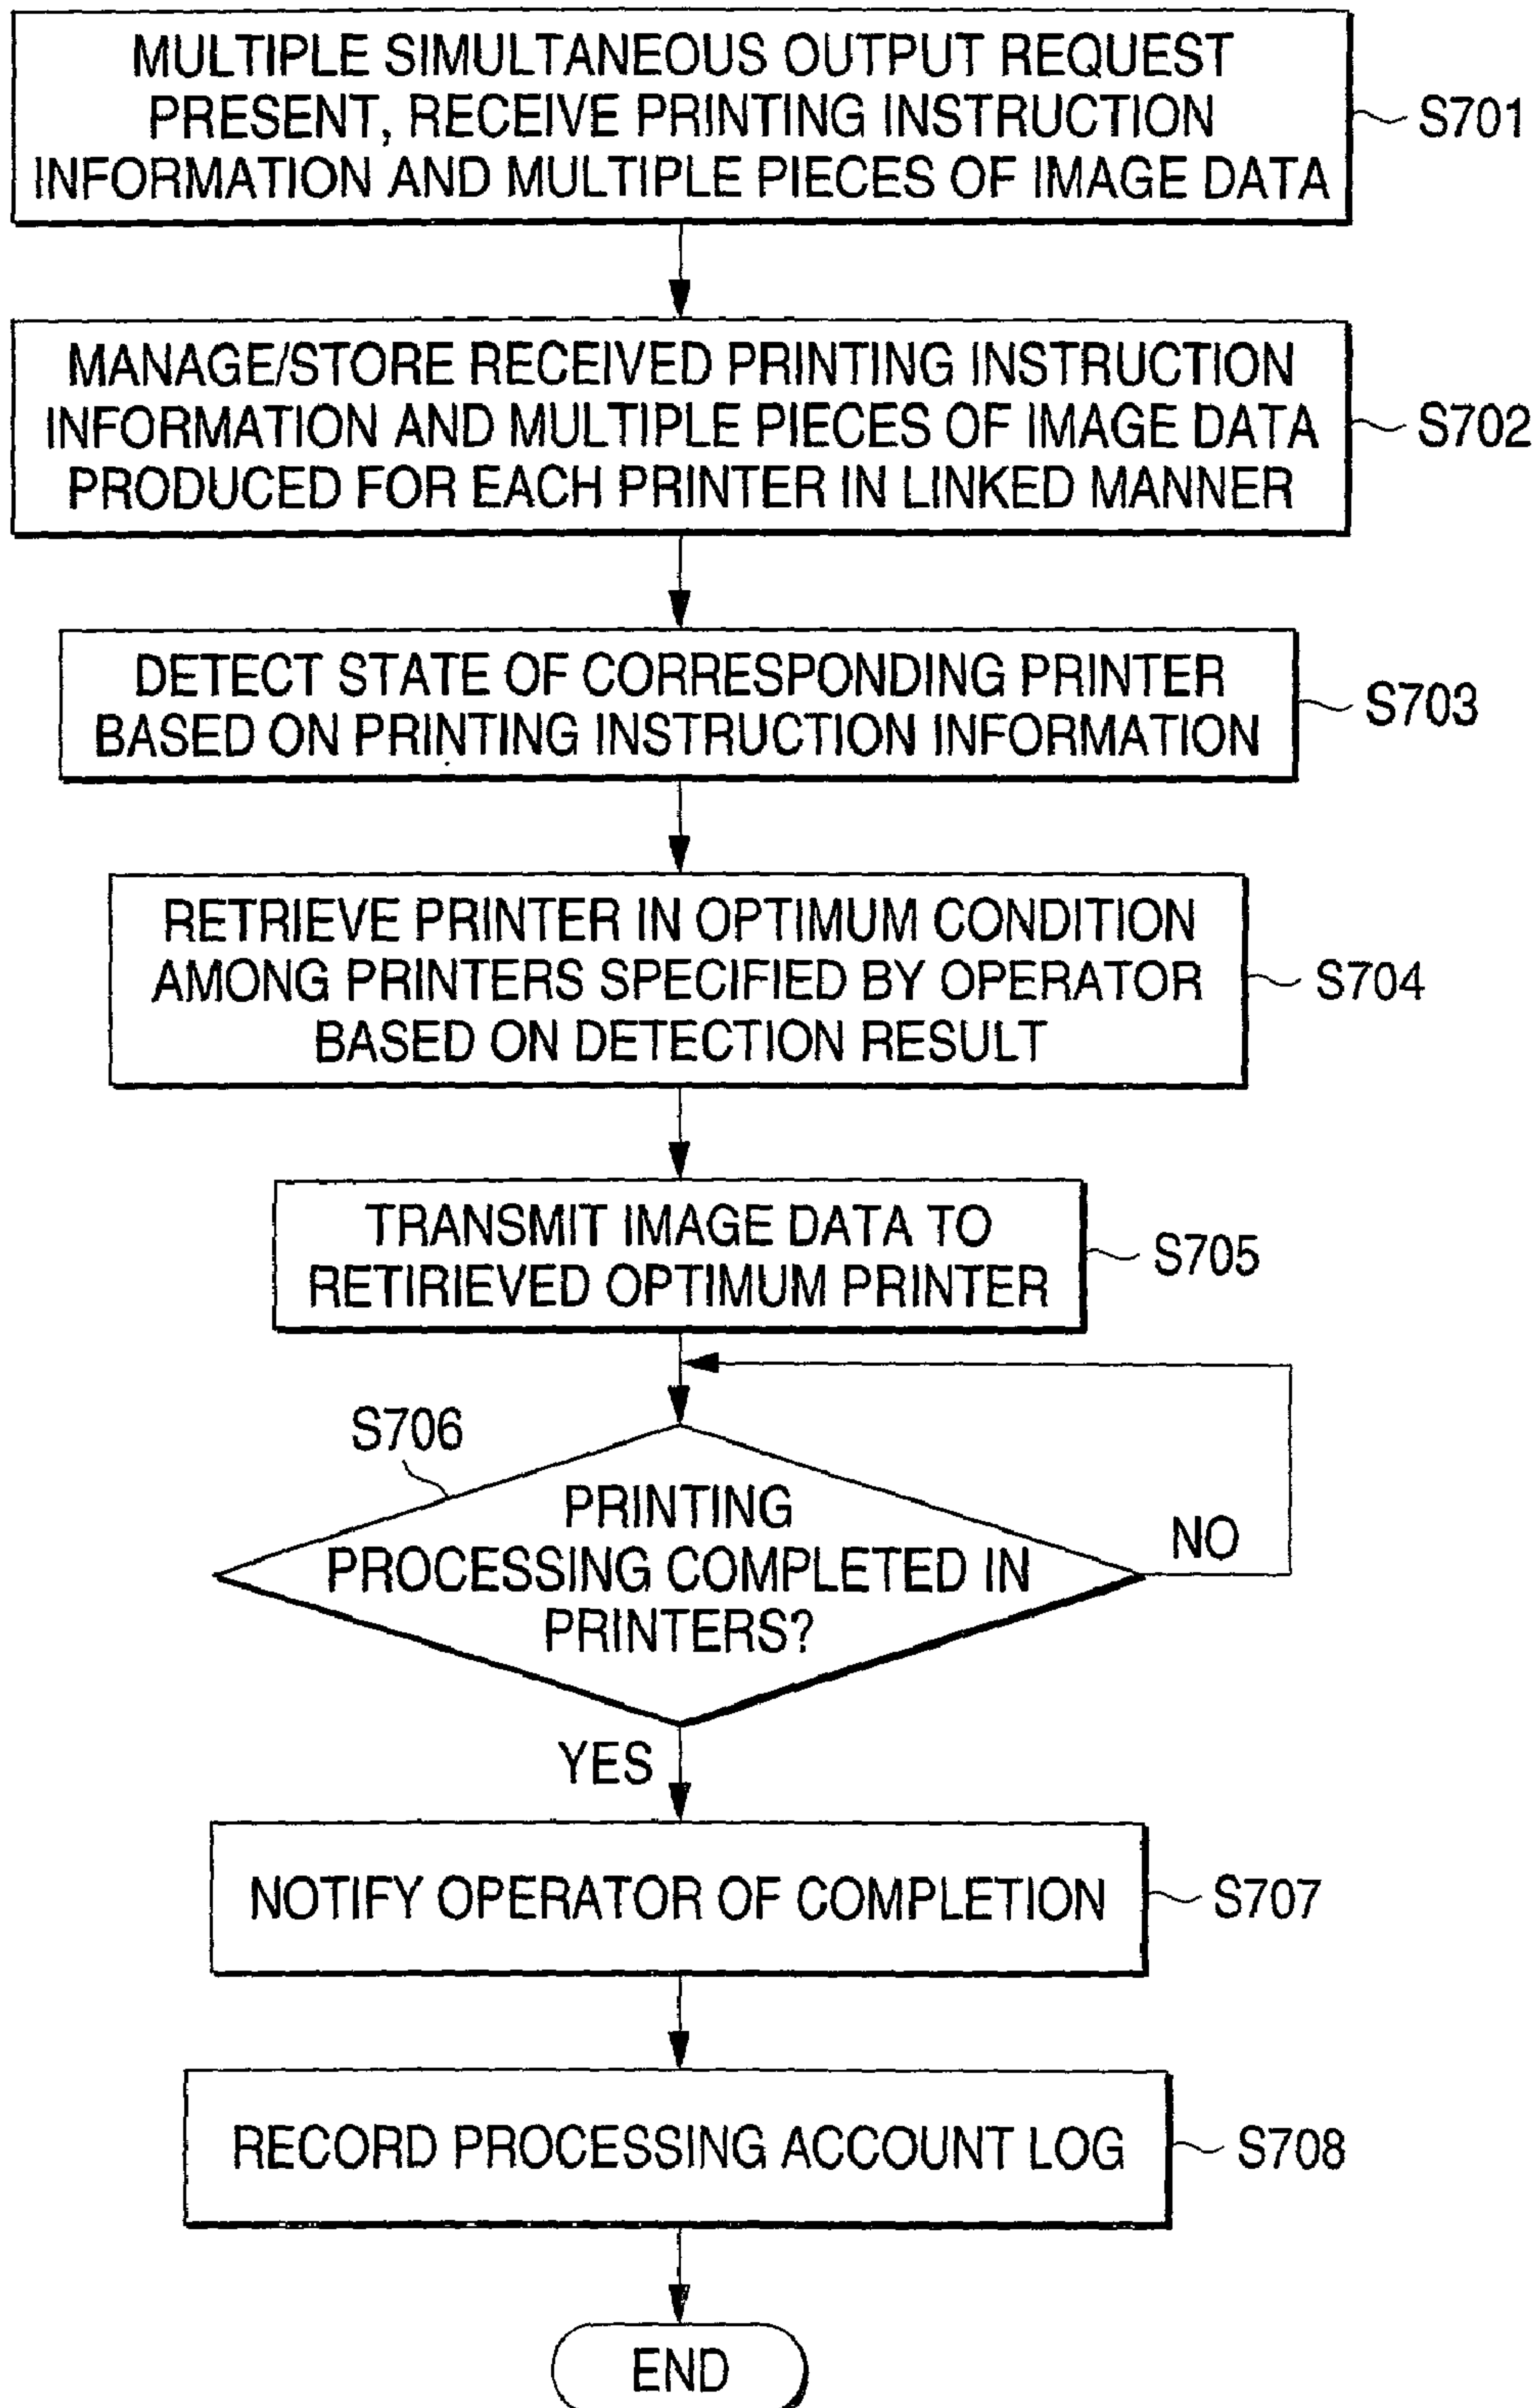 MULTIPLE SIMULTANEOUS OUTPUT REQUEST
PRESENT, RECEIVE PRINTING INSTRUCTION
INFORMATION AND MULTIPLE PIECES OF IMAGE DATA
S701
MANAGE/STORE RECEIVED PRINTING INSTRUCTION
INFORMATION AND MULTIPLE PIECES OF IMAGE DATA
PRODUCED FOR EACH PRINTER IN LINKED MANNER
S702
DETECT STATE OF CORRESPONDING PRINTER
BASED ON PRINTING INSTRUCTION INFORMATION
S703
RETRIEVE PRINTER IN OPTIMUM CONDITION
AMONG PRINTERS SPECIFIED BY OPERATOR
BASED ON DETECTION RESULT
S704
TRANSMIT IMAGE DATA TO
RETIRIEVED OPTIMUM PRINTER
S705
S706
PRINTING
PROCESSING COMPLETED IN
PRINTERS?
NO
YES
NOTIFY OPERATOR OF COMPLETION
S707
RECORD PROCESSING ACCOUNT LOG
S708
END